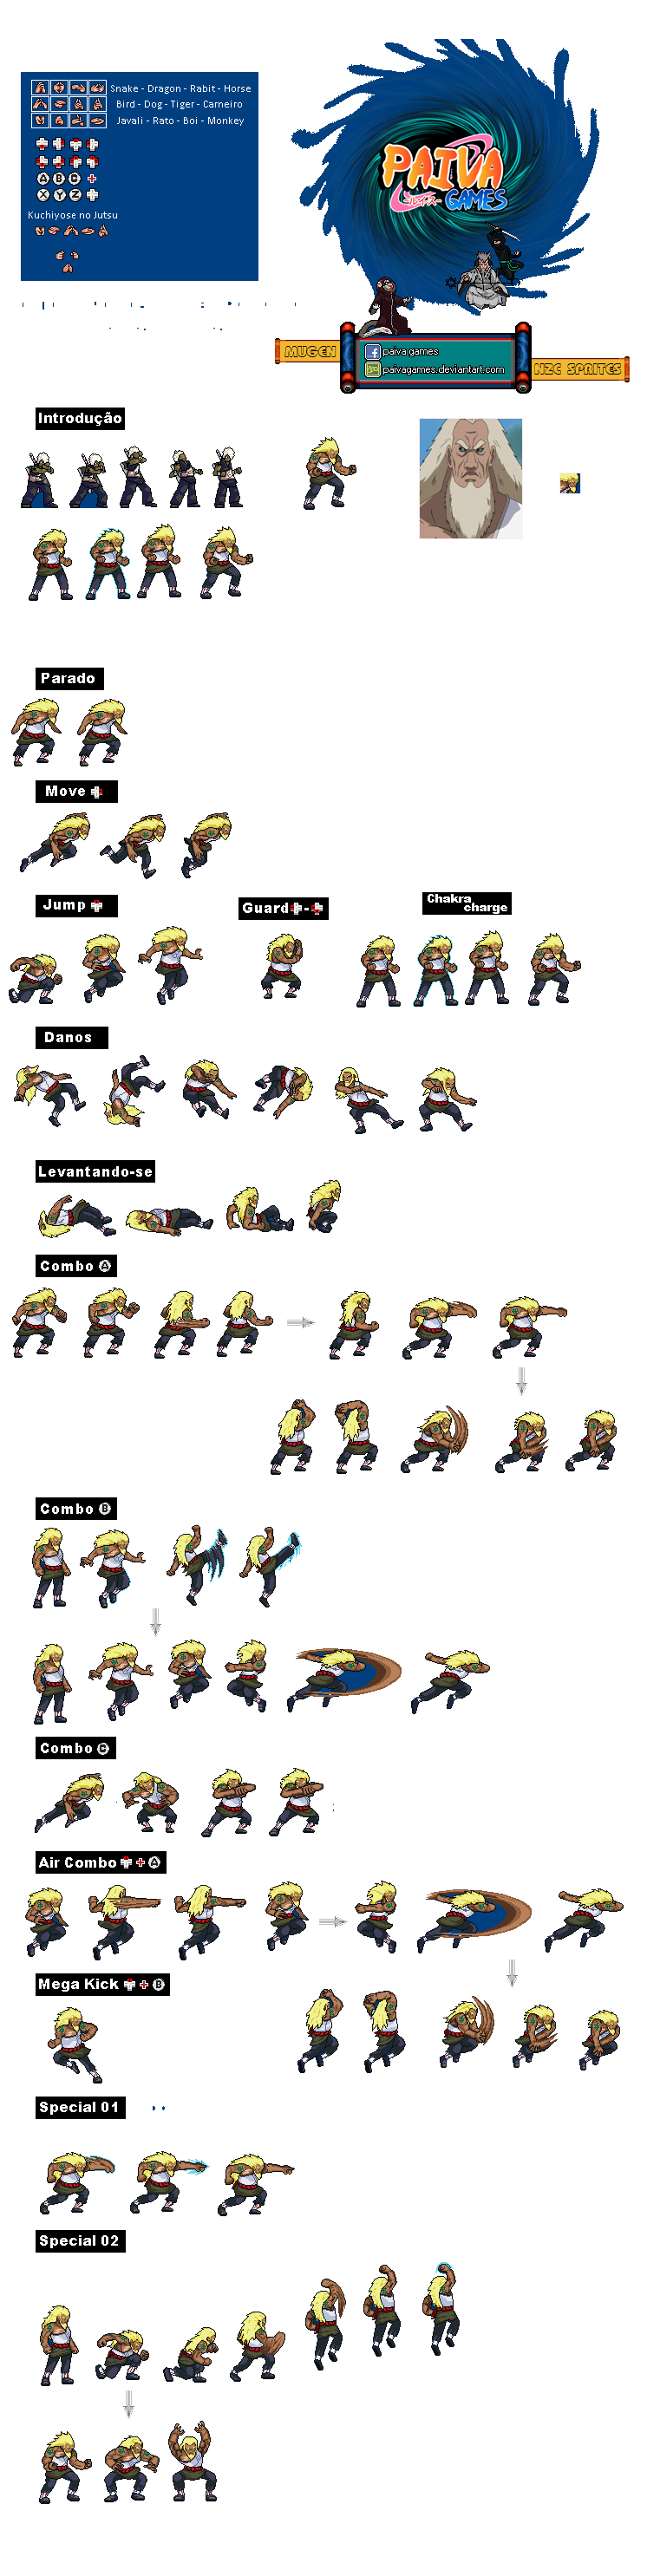 Snake - Dragon - Rabit - Horse
Bird - Dog - Tiger - Carneiro
Javali - Rato - Boi - Monkey
A B C
X Y Z
Kuchiyose no Jutsu
PAIVA
GAMES
MUGEN
paiva games
paivagames.deviantart.com
NZC SPRITES
Introdução
Parado
Move
Jump
Guard -
Chakra
charge
Danos
Levantando-se
Combo A
Combo B
Combo C
Air Combo + A
Mega Kick + B
Special 01
Special 02